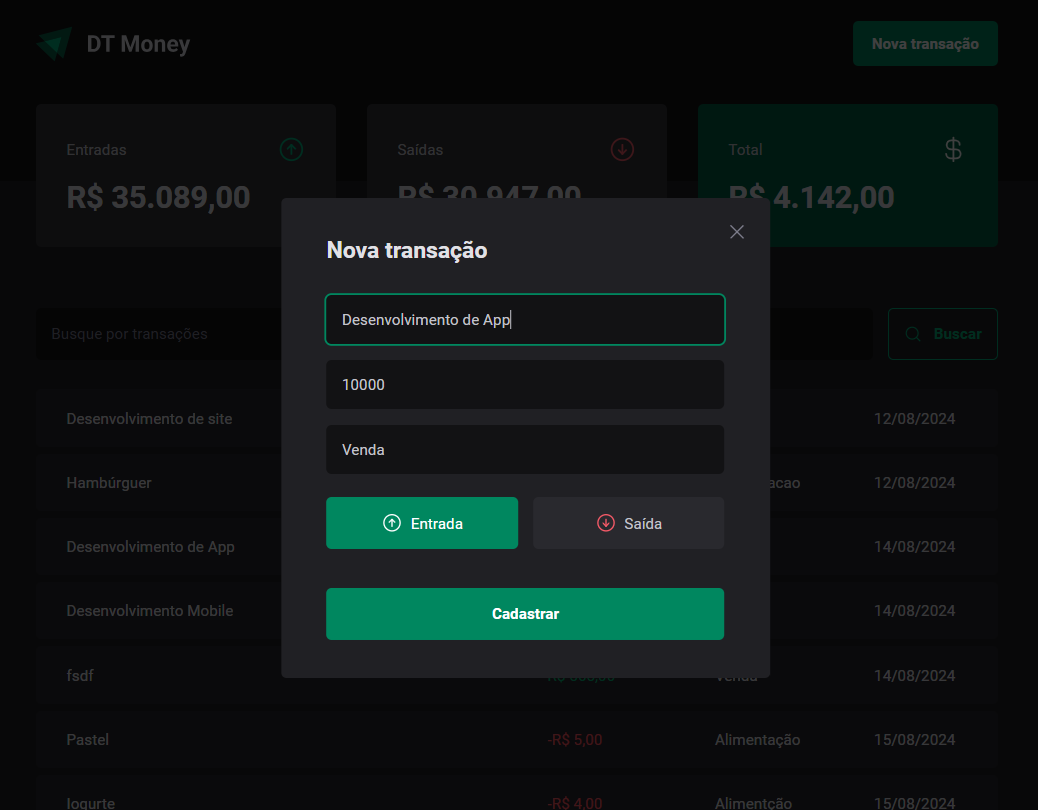 DT Money
Nova transação
Entradas
Saídas
Total
R$ 35.089,00
R$ 30.947,00
R$ 4.142,00
Nova transação
Desenvolvimento de App
10000
Venda
Entrada
Saída
Cadastrar
Busque por transações
Buscar
Desenvolvimento de site
12/08/2024
Hambúrguer
acao
12/08/2024
Desenvolvimento de App
14/08/2024
Desenvolvimento Mobile
14/08/2024
fsdf
Venda
14/08/2024
Pastel
-R$ 5,00
Alimentação
15/08/2024
Iogurte
-R$ 4,00
Alimentção
15/08/2024